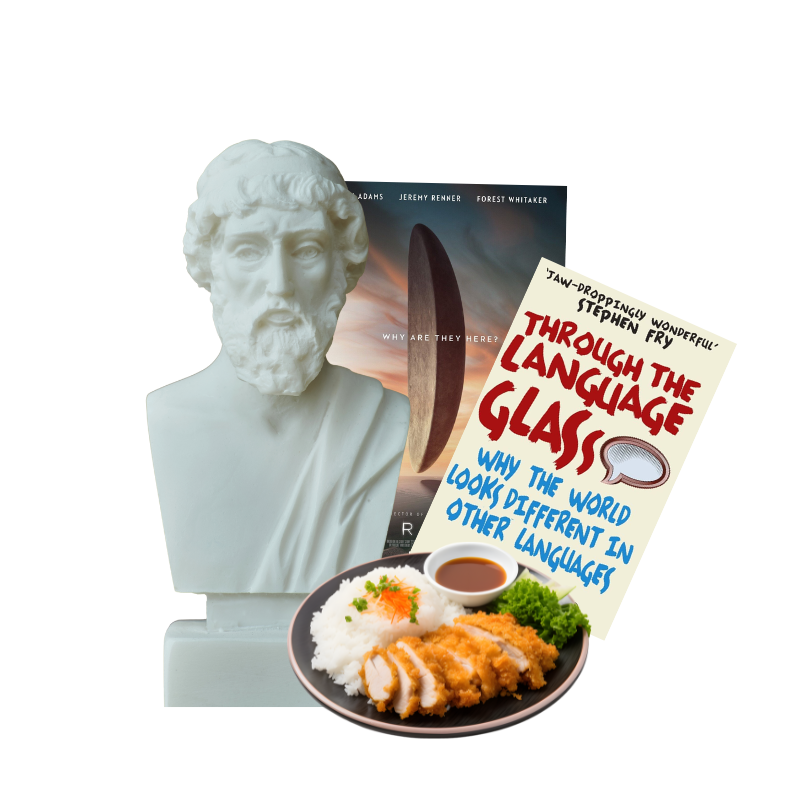 ADAMS JEREMY RENNER FOREST WHITAKER
WHY ARE THEY HERE?
R
'JAW-DROPPINGLY WONDERFUL'
STEPHEN FRY
THROUGH THE
LANGUAGE
GLASS
WHY THE WORLD
LOOKS DIFFERENT IN
OTHER LANGUAGES